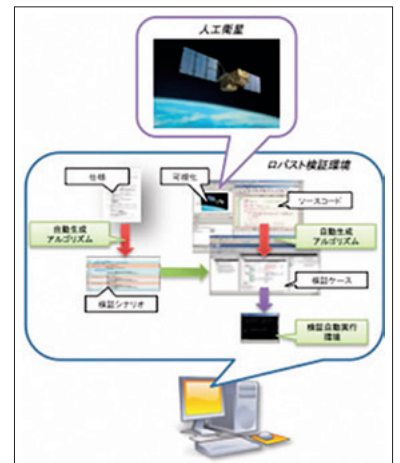 人工衛星
ロバスト検証環境
仕様
可視化
ソースコード
自動生成
アルゴリズム
自動生成
アルゴリズム
検証シナリオ
検証ケース
検証自動実行
環境